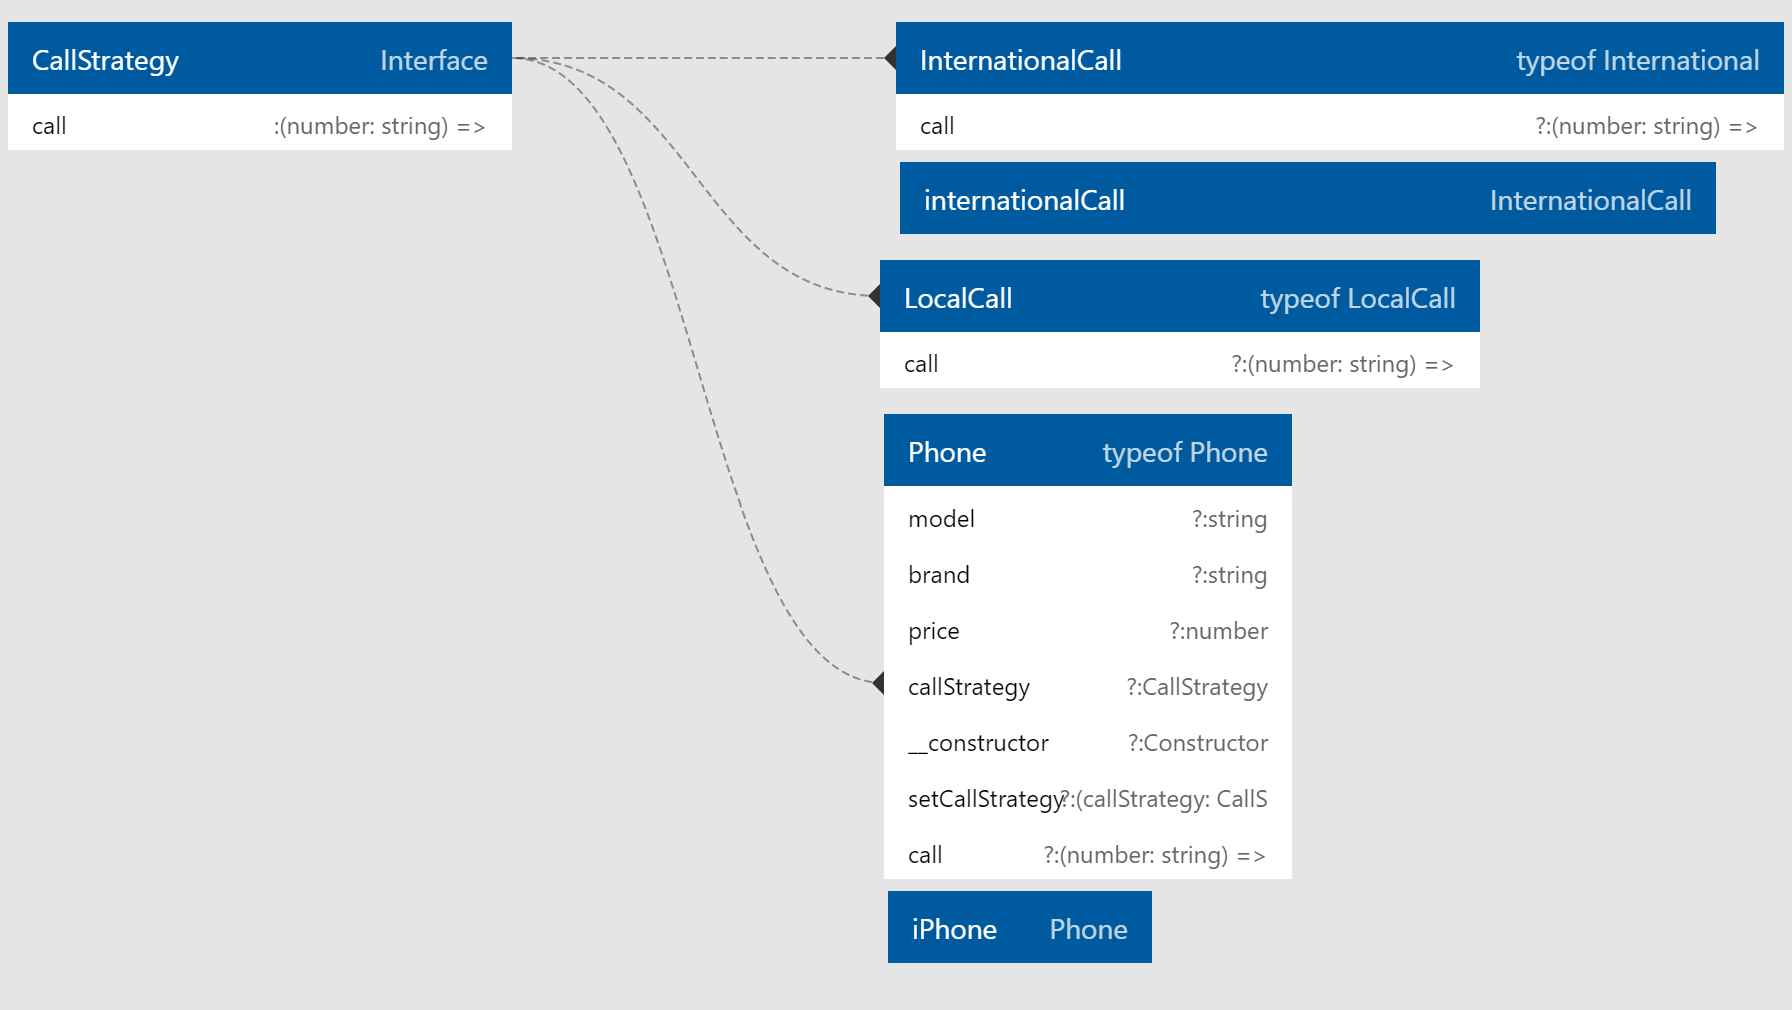 CallStrategy Interface
call :(number: string) =>
InternationalCall typeof International
call ?:(number: string) =>
internationalCall InternationalCall
LocalCall typeof LocalCall
call ?:(number: string) =>
Phone typeof Phone
model ?:string
brand ?:string
price ?:number
callStrategy ?:CallStrategy
__constructor ?:Constructor
setCallStrategy ?:(callStrategy: CallS
call ?:(number: string) =>
iPhone Phone